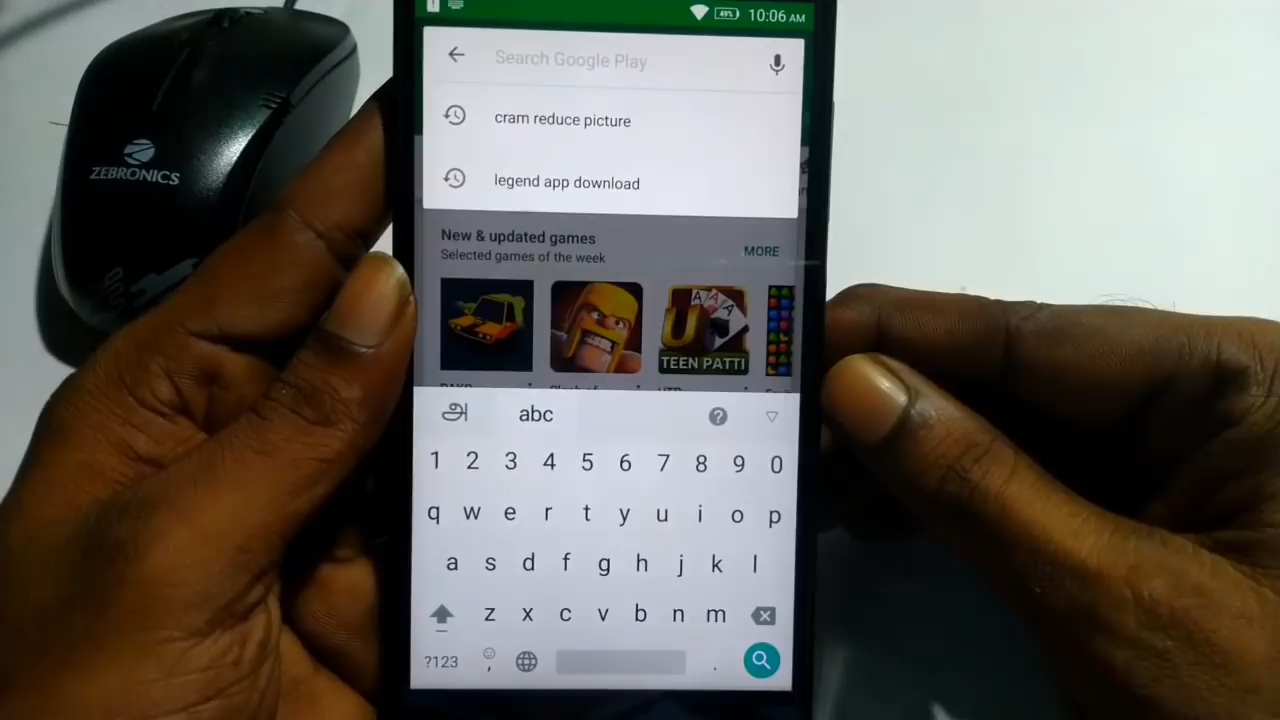 49% 10:06 AM
Search Google Play
cram reduce picture
legend app download
ZEBRONICS
New & updated games
MORE
Selected games of the week
A A A
U
TEEN PATTI
அ abc ?
1 2 3 4 5 6 7 8 9 0
q w e r t y u i o p
a s d f g h j k l
z x c v b n m
?123 , .